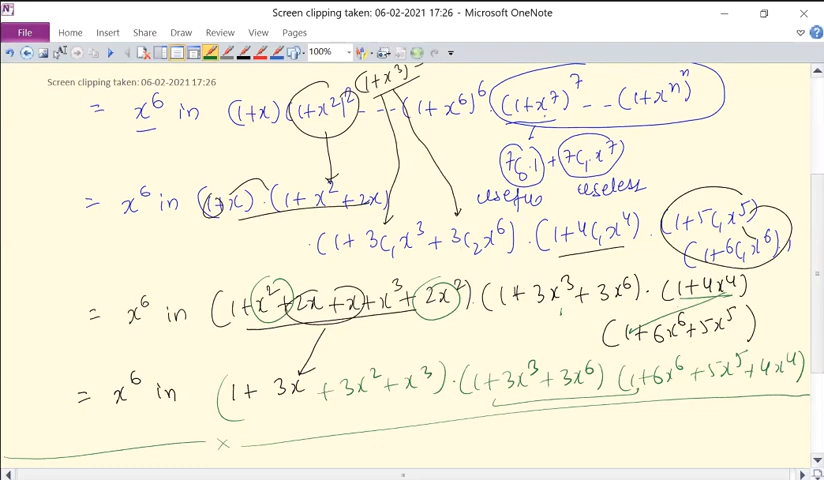 Screen clipping taken: 06-02-2021 17:26 - Microsoft OneNote
File Home Insert Draw History Review View
100%
Screen clipping taken: 06-02-2021 17:26
(1+x³)
= x⁶ in (1+x)(1+x²)² --- (1+x⁶)⁶ (1+x⁷)⁷ -- (1+xⁿ)ⁿ
⁷C₀.1 + ⁷C₁x⁷
useful useless
= x⁶ in (1+x).(1+x²+2x)
.(1+3C₁x³+3C₂x⁶).(1+4C₁x⁴).(1+5C₁x⁵)
(1+6C₁x⁶)
= x⁶ in (1+x²+2x+x+x³+2x²).(1+3x³+3x⁶).(1+4x⁴)
(1+6x⁶+5x⁵)
= x⁶ in (1+3x+3x²+x³).(1+3x³+3x⁶)(1+6x⁶+5x⁵+4x⁴)
×